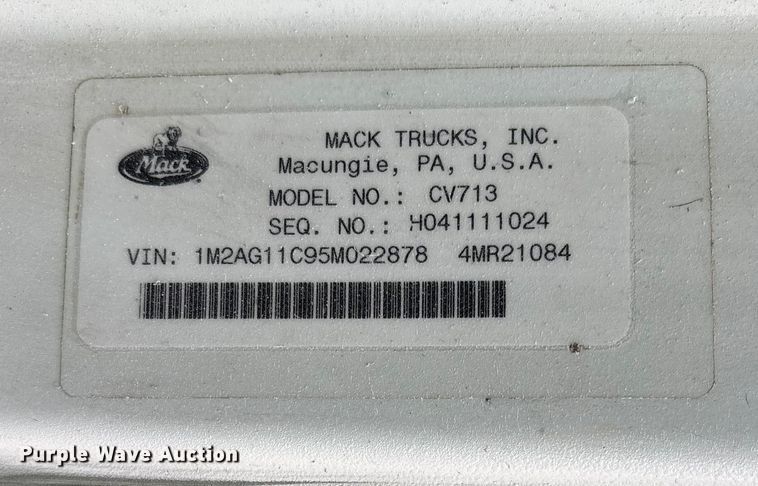 MACK TRUCKS, INC.
Mack
Macungie, PA, U.S.A.
MODEL NO.: CV713
SEQ. NO.: H041111024
VIN: 1M2AG11C95M022878 4MR21084
Purple Wave Auction